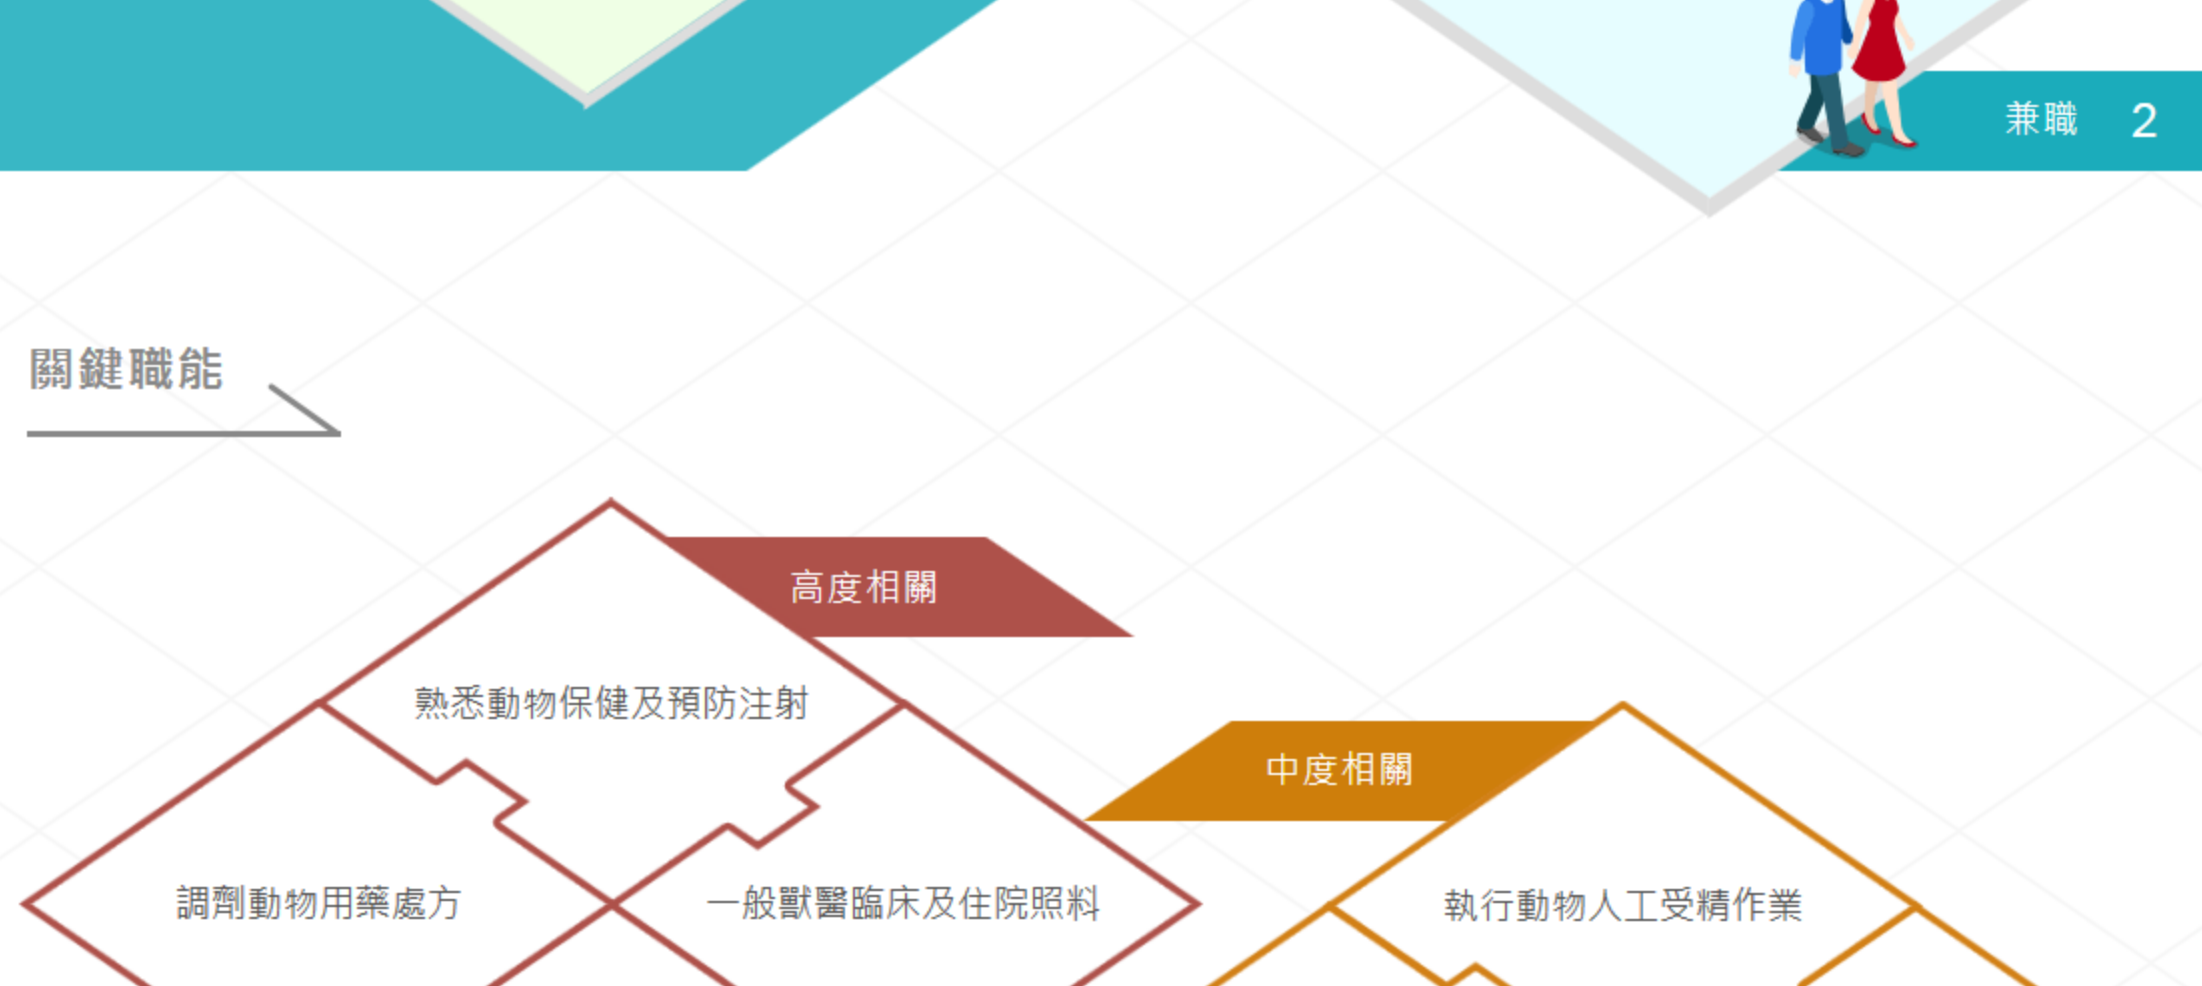 兼職 2
關鍵職能
高度相關
熟悉動物保健及預防注射
中度相關
調劑動物用藥處方
一般獸醫臨床及住院照料
執行動物人工受精作業